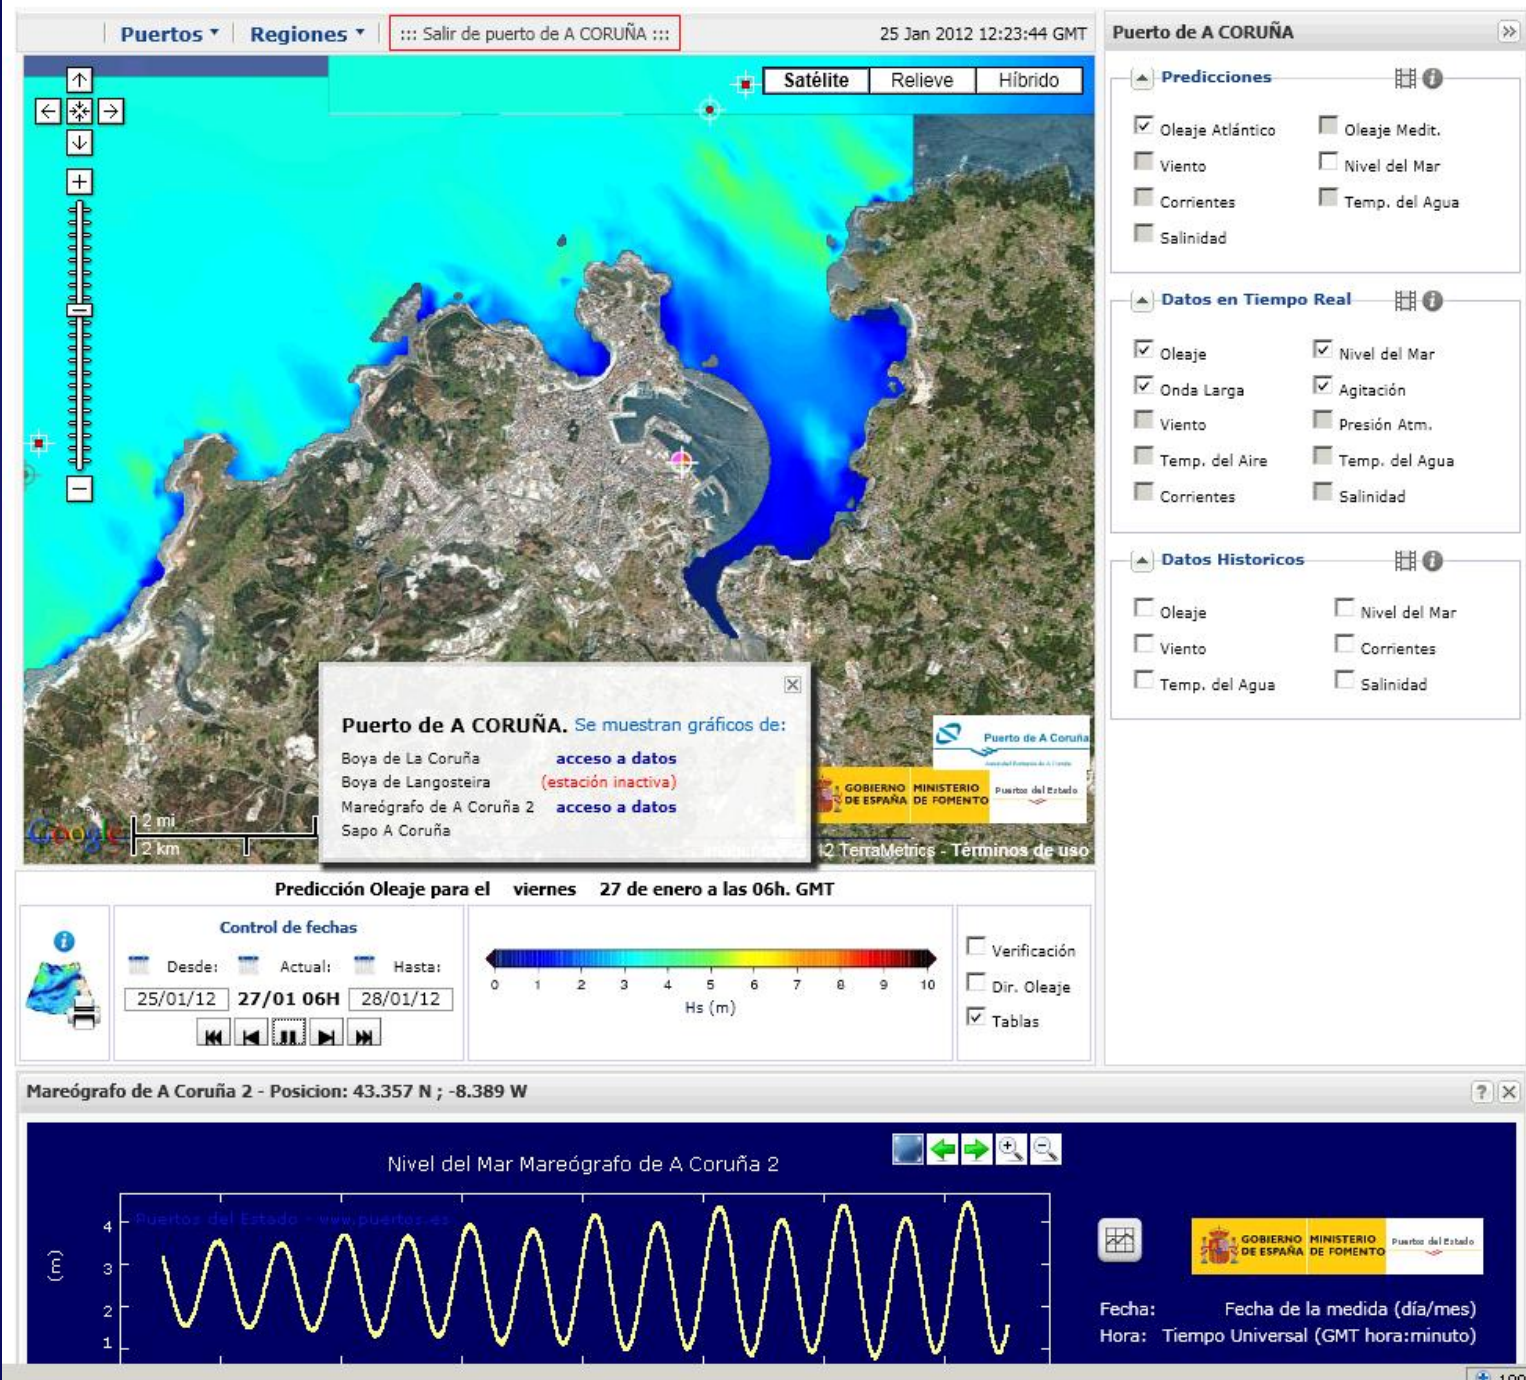 Puertos
Regiones
::: Salir de puerto de A CORUÑA :::
25 Jan 2012 12:23:44 GMT
Satélite
Relieve
Híbrido
2 mi
2 km
Puerto de A CORUÑA. Se muestran gráficos de:
Boya de La Coruña acceso a datos
Boya de Langosteira (estación inactiva)
Mareógrafo de A Coruña 2 acceso a datos
Sapo A Coruña
Puerto de A Coruña
GOBIERNO DE ESPAÑA
MINISTERIO DE FOMENTO
Puertos del Estado
Google
TerraMetrics - Términos de uso
Predicción Oleaje para el viernes 27 de enero a las 06h. GMT
Control de fechas
Desde: Actual: Hasta:
25/01/12 27/01 06H 28/01/12
0 1 2 3 4 5 6 7 8 9 10
Hs (m)
Verificación
Dir. Oleaje
Tablas
Puerto de A CORUÑA
Predicciones
Oleaje Atlántico Oleaje Medit.
Viento Nivel del Mar
Corrientes Temp. del Agua
Salinidad
Datos en Tiempo Real
Oleaje Nivel del Mar
Onda Larga Agitación
Viento Presión Atm.
Temp. del Aire Temp. del Agua
Corrientes Salinidad
Datos Historicos
Oleaje Nivel del Mar
Viento Corrientes
Temp. del Agua Salinidad
Mareógrafo de A Coruña 2 - Posicion: 43.357 N ; -8.389 W
Nivel del Mar Mareógrafo de A Coruña 2
Puertos del Estado - www.puertos.es
(m)
4
3
2
1
GOBIERNO DE ESPAÑA
MINISTERIO DE FOMENTO
Puertos del Estado
Fecha: Fecha de la medida (día/mes)
Hora: Tiempo Universal (GMT hora:minuto)